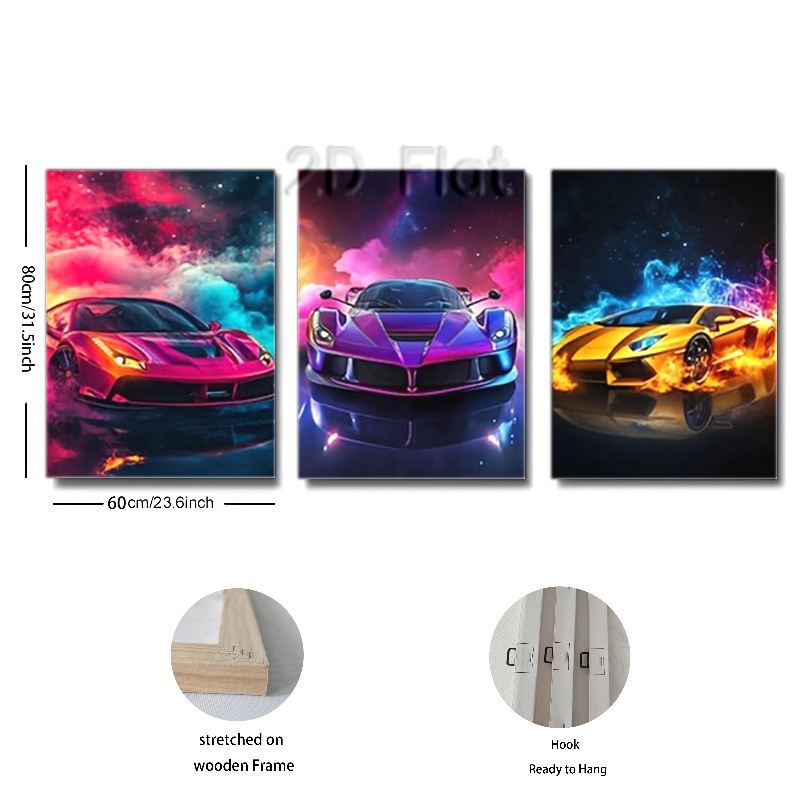 2D Flat
80cm/31.5inch
60cm/23.6inch
stretched on
wooden Frame
Hook
Ready to Hang